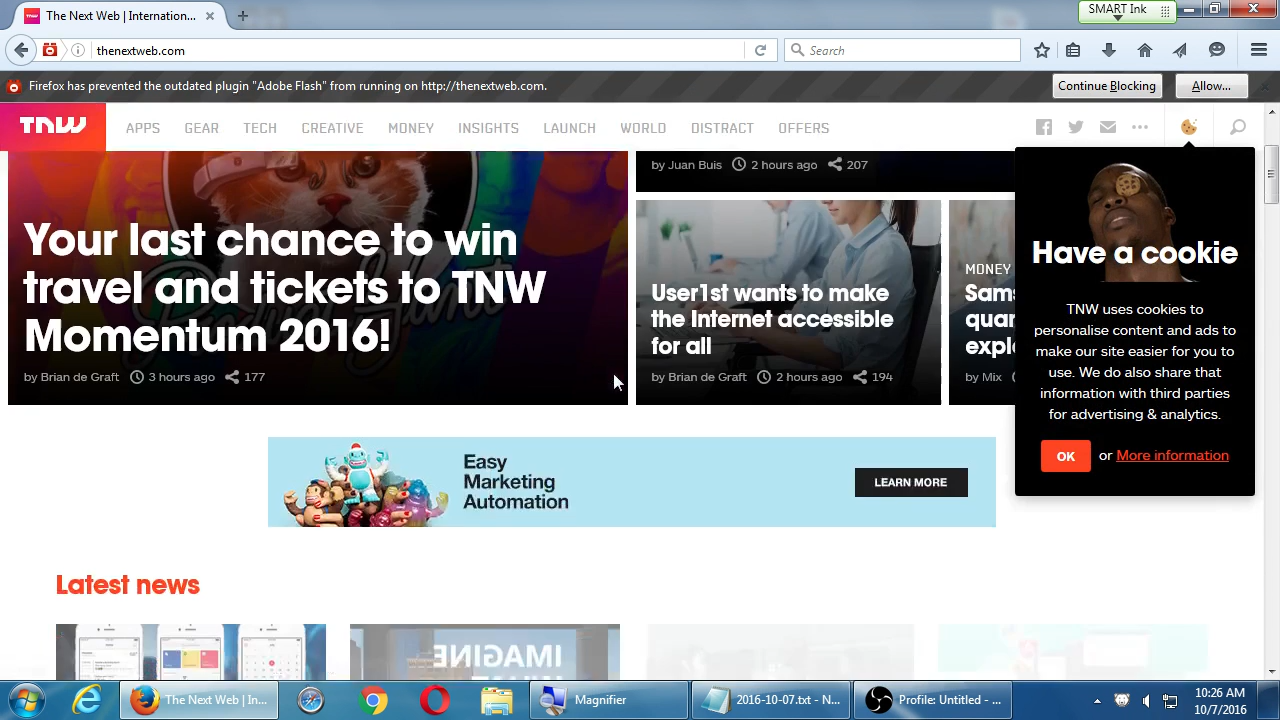 The Next Web | Internation...
SMART Ink
thenextweb.com
Search
Firefox has prevented the outdated plugin "Adobe Flash" from running on http://thenextweb.com.
Continue Blocking
Allow...
TNW
APPS
GEAR
TECH
CREATIVE
MONEY
INSIGHTS
LAUNCH
WORLD
DISTRACT
OFFERS
by Juan Buis 2 hours ago 207
Your last chance to win
travel and tickets to TNW
Momentum 2016!
by Brian de Graft 3 hours ago 177
User1st wants to make
the Internet accessible
for all
by Brian de Graft 2 hours ago 194
MONEY
Sams
quar
explo
by Mix
Have a cookie
TNW uses cookies to
personalise content and ads to
make our site easier for you to
use. We do also share that
information with third parties
for advertising & analytics.
OK or More information
Easy
Marketing
Automation
LEARN MORE
Latest news
IMAGINE
The Next Web | In...
Magnifier
2016-10-07.txt - N...
Profile: Untitled - ...
10:26 AM
10/7/2016